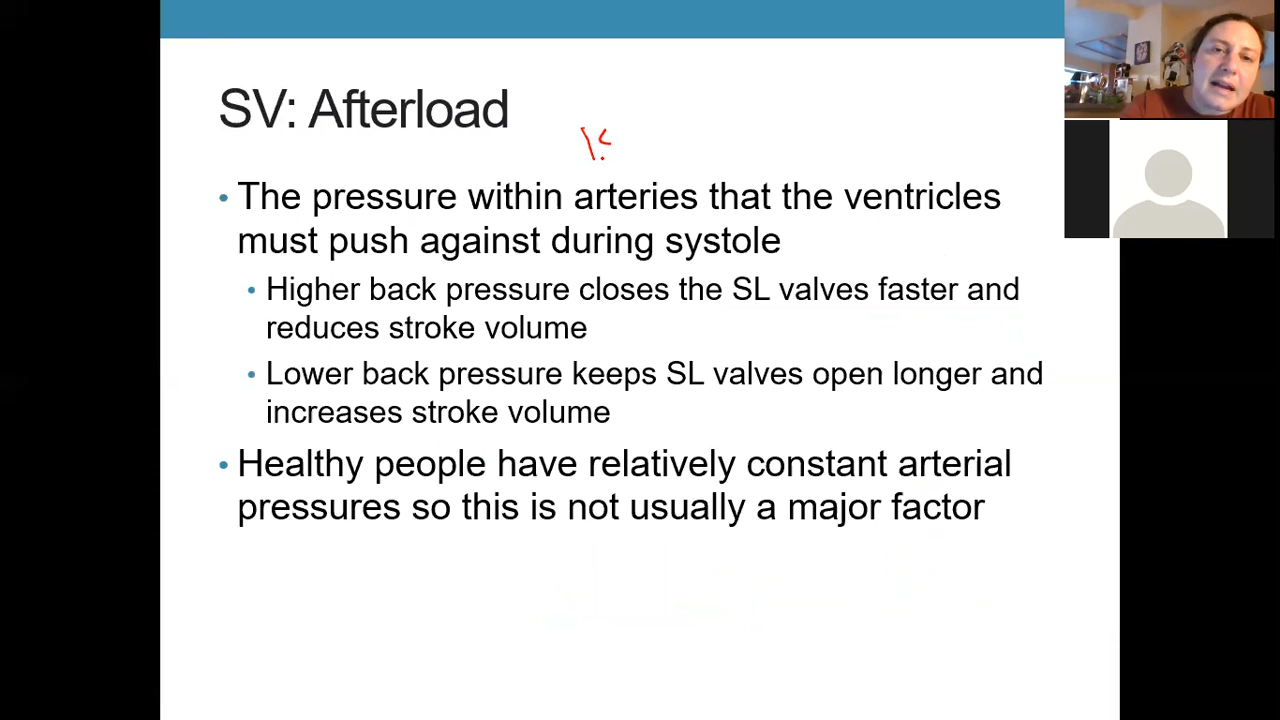 SV: Afterload
• The pressure within arteries that the ventricles
must push against during systole
• Higher back pressure closes the SL valves faster and
reduces stroke volume
• Lower back pressure keeps SL valves open longer and
increases stroke volume
• Healthy people have relatively constant arterial
pressures so this is not usually a major factor